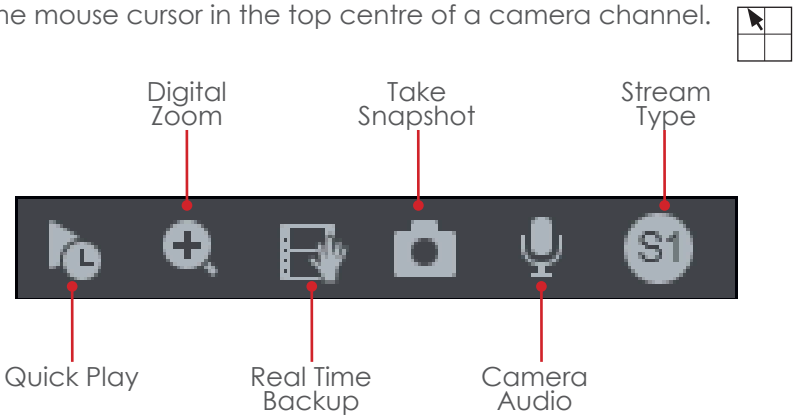 he mouse cursor in the top centre of a camera channel.
Digital
Zoom
Take
Snapshot
Stream
Type
S1
Quick Play
Real Time
Backup
Camera
Audio